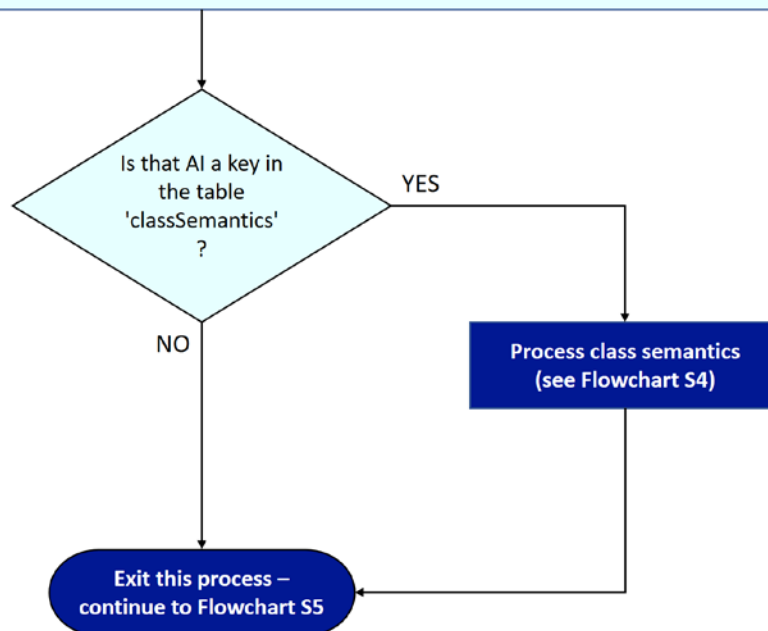 Is that AI a key in
the table
'classSemantics'
?
YES
NO
Process class semantics
(see Flowchart S4)
Exit this process –
continue to Flowchart S5